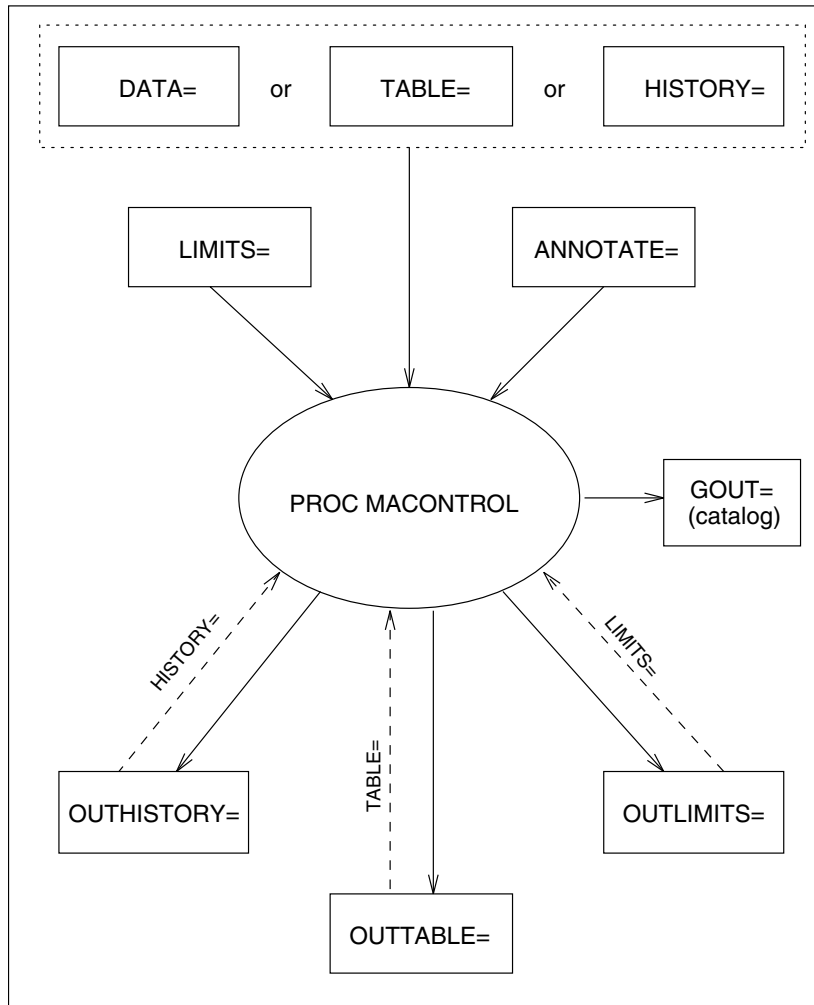 DATA= or TABLE= or HISTORY=
LIMITS= ANNOTATE=
PROC MACONTROL
GOUT=
(catalog)
HISTORY=
TABLE=
LIMITS=
OUTHISTORY=
OUTLIMITS=
OUTTABLE=